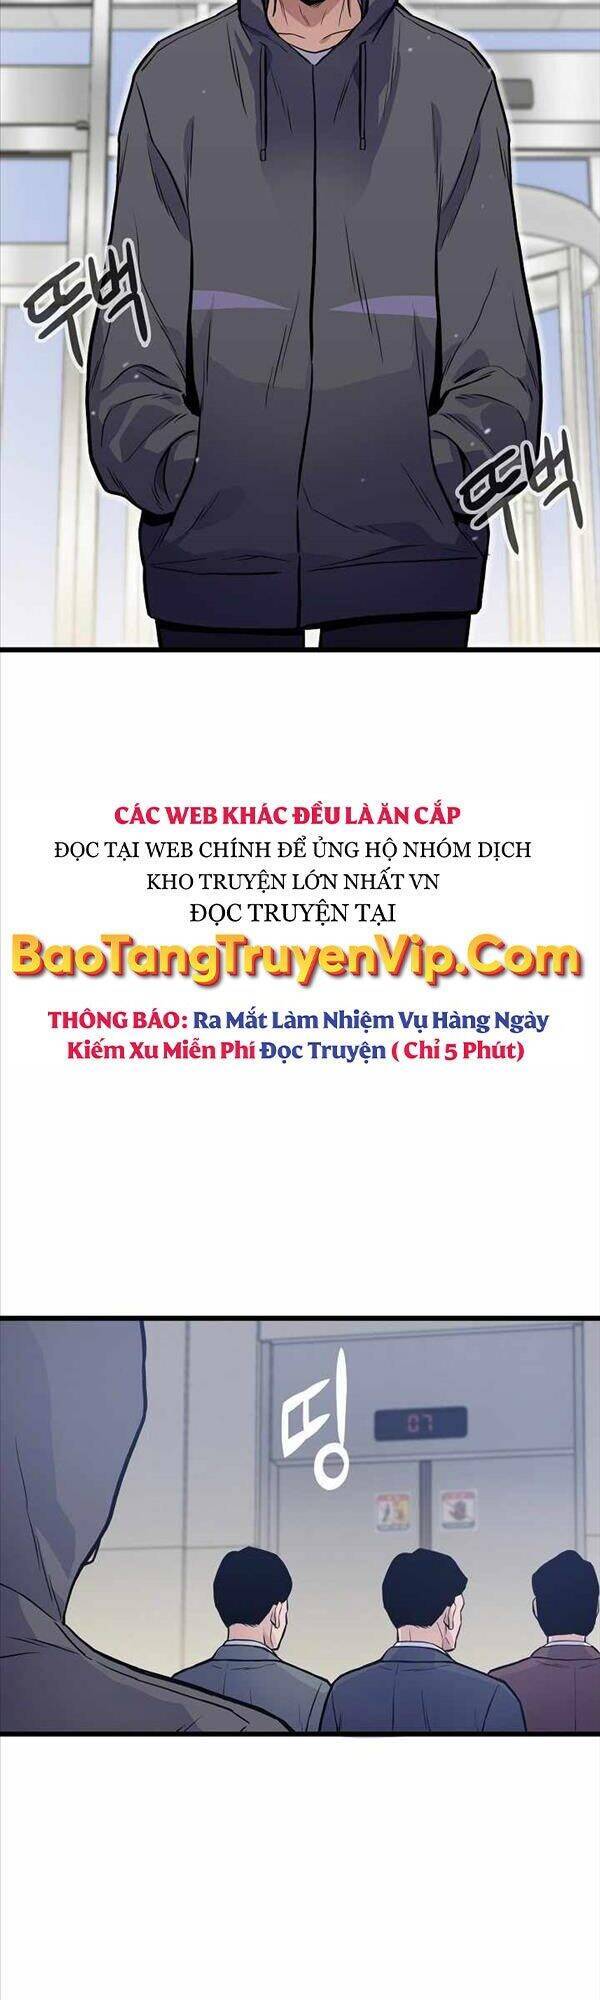 뚜벅
뚜벅
CÁC WEB KHÁC ĐỀU LÀ ĂN CẮP
ĐỌC TẠI WEB CHÍNH ĐỂ ỦNG HỘ NHÓM DỊCH
KHO TRUYỆN LỚN NHẤT VN
ĐỌC TRUYỆN TẠI
BaoTangTruyenVip.Com
THÔNG BÁO: Ra Mắt Làm Nhiệm Vụ Hàng Ngày
Kiếm Xu Miễn Phí Đọc Truyện ( Chỉ 5 Phút)
07
띠!